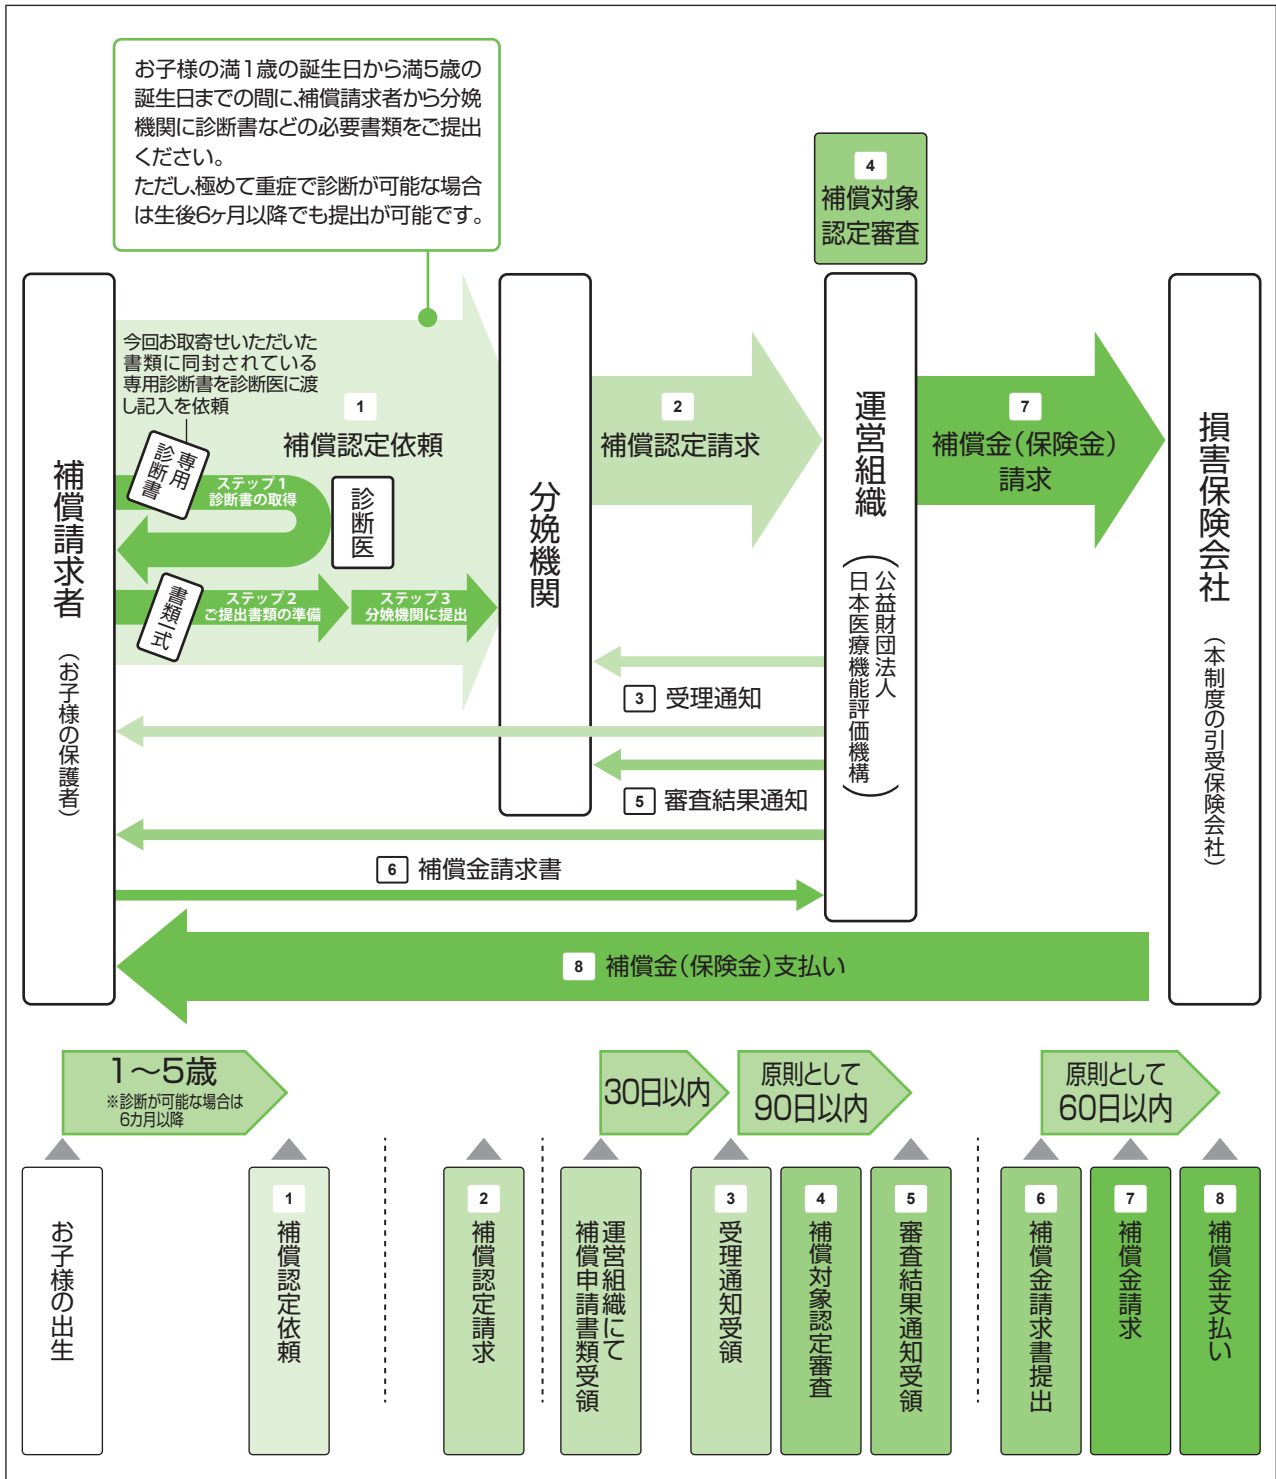 お子様の満1歳の誕生日から満5歳の
誕生日までの間に、補償請求者から分娩
機関に診断書などの必要書類をご提出
ください。
ただし、極めて重症で診断が可能な場合
は生後6ヶ月以降でも提出が可能です。
4
補償対象
認定審査
補償請求者
（お子様の保護者）
今回お取寄せいただいた
書類に同封されている
専用診断書を診断医に渡
し記入を依頼
専用
診断書
1
補償認定依頼
ステップ1
診断書の取得
診断医
書類一式
ステップ2
ご提出書類の準備
ステップ3
分娩機関に提出
分娩機関
2
補償認定請求
運営組織
（公益財団法人
日本医療機能評価機構）
7
補償金（保険金）
請求
損害保険会社
（本制度の引受保険会社）
3 受理通知
5 審査結果通知
6 補償金請求書
8 補償金（保険金）支払い
1〜5歳
※診断が可能な場合は
6カ月以降
30日以内
原則として
90日以内
原則として
60日以内
お子様の出生
1
補償認定依頼
2
補償認定請求
運営組織にて
補償申請書類受領
3
受理通知受領
4
補償対象認定審査
5
審査結果通知受領
6
補償金請求書提出
7
補償金請求
8
補償金支払い